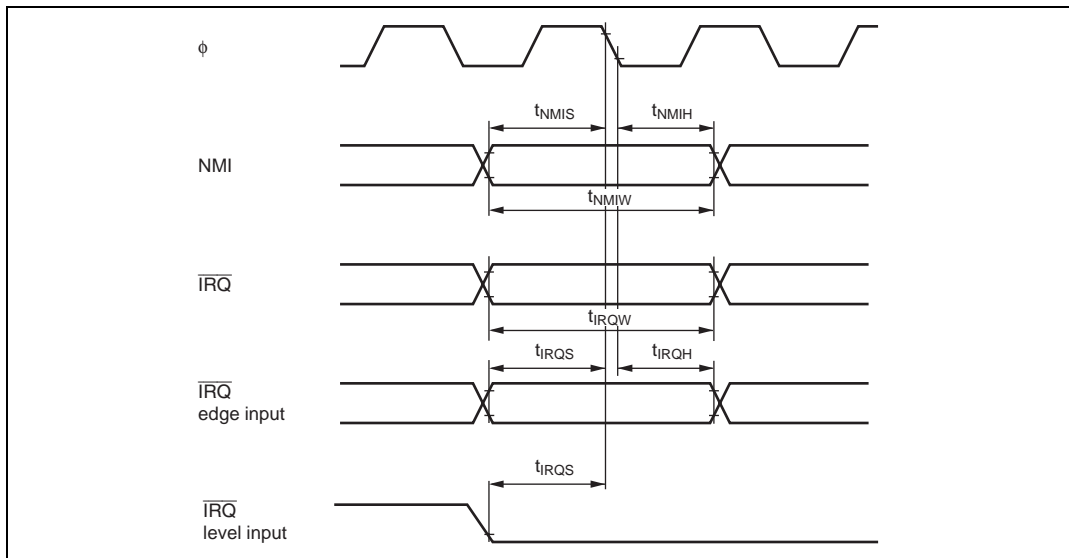 φ
tNMIS
tNMIH
NMI
tNMIW
IRQ
tIRQW
tIRQS
tIRQH
IRQ
edge input
tIRQS
IRQ
level input